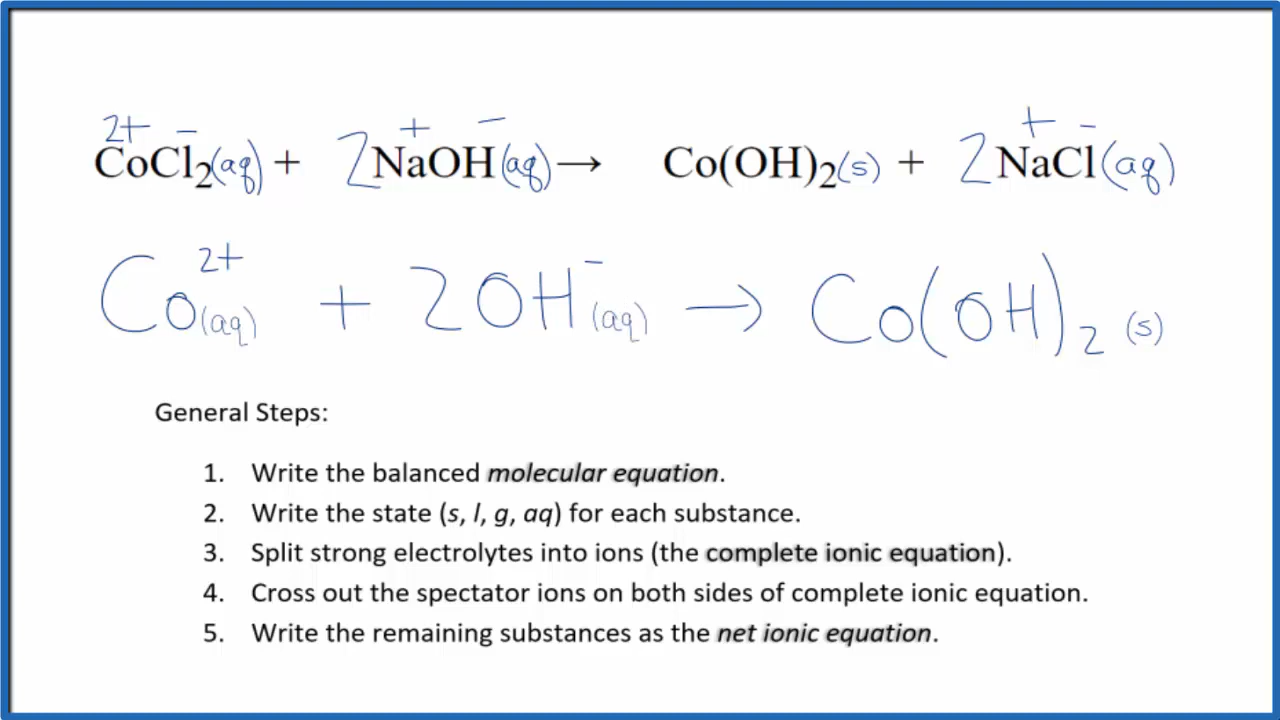 2+ − + − + −
CoCl₂(aq) + 2NaOH(aq) → Co(OH)₂(s) + 2NaCl(aq)
Co²⁺(aq) + 2OH⁻(aq) → Co(OH)₂ (s)
General Steps:
1. Write the balanced molecular equation.
2. Write the state (s, l, g, aq) for each substance.
3. Split strong electrolytes into ions (the complete ionic equation).
4. Cross out the spectator ions on both sides of complete ionic equation.
5. Write the remaining substances as the net ionic equation.